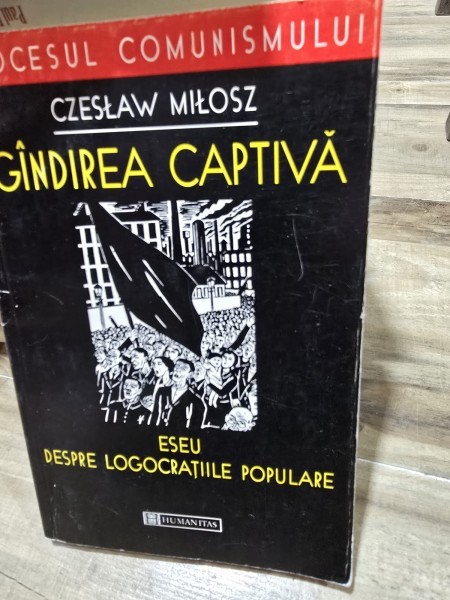 OCESUL COMUNISMULUI
CZESŁAW MIŁOSZ
GÎNDIREA CAPTIVĂ
ESEU
DESPRE LOGOCRAȚIILE POPULARE
HUMANITAS